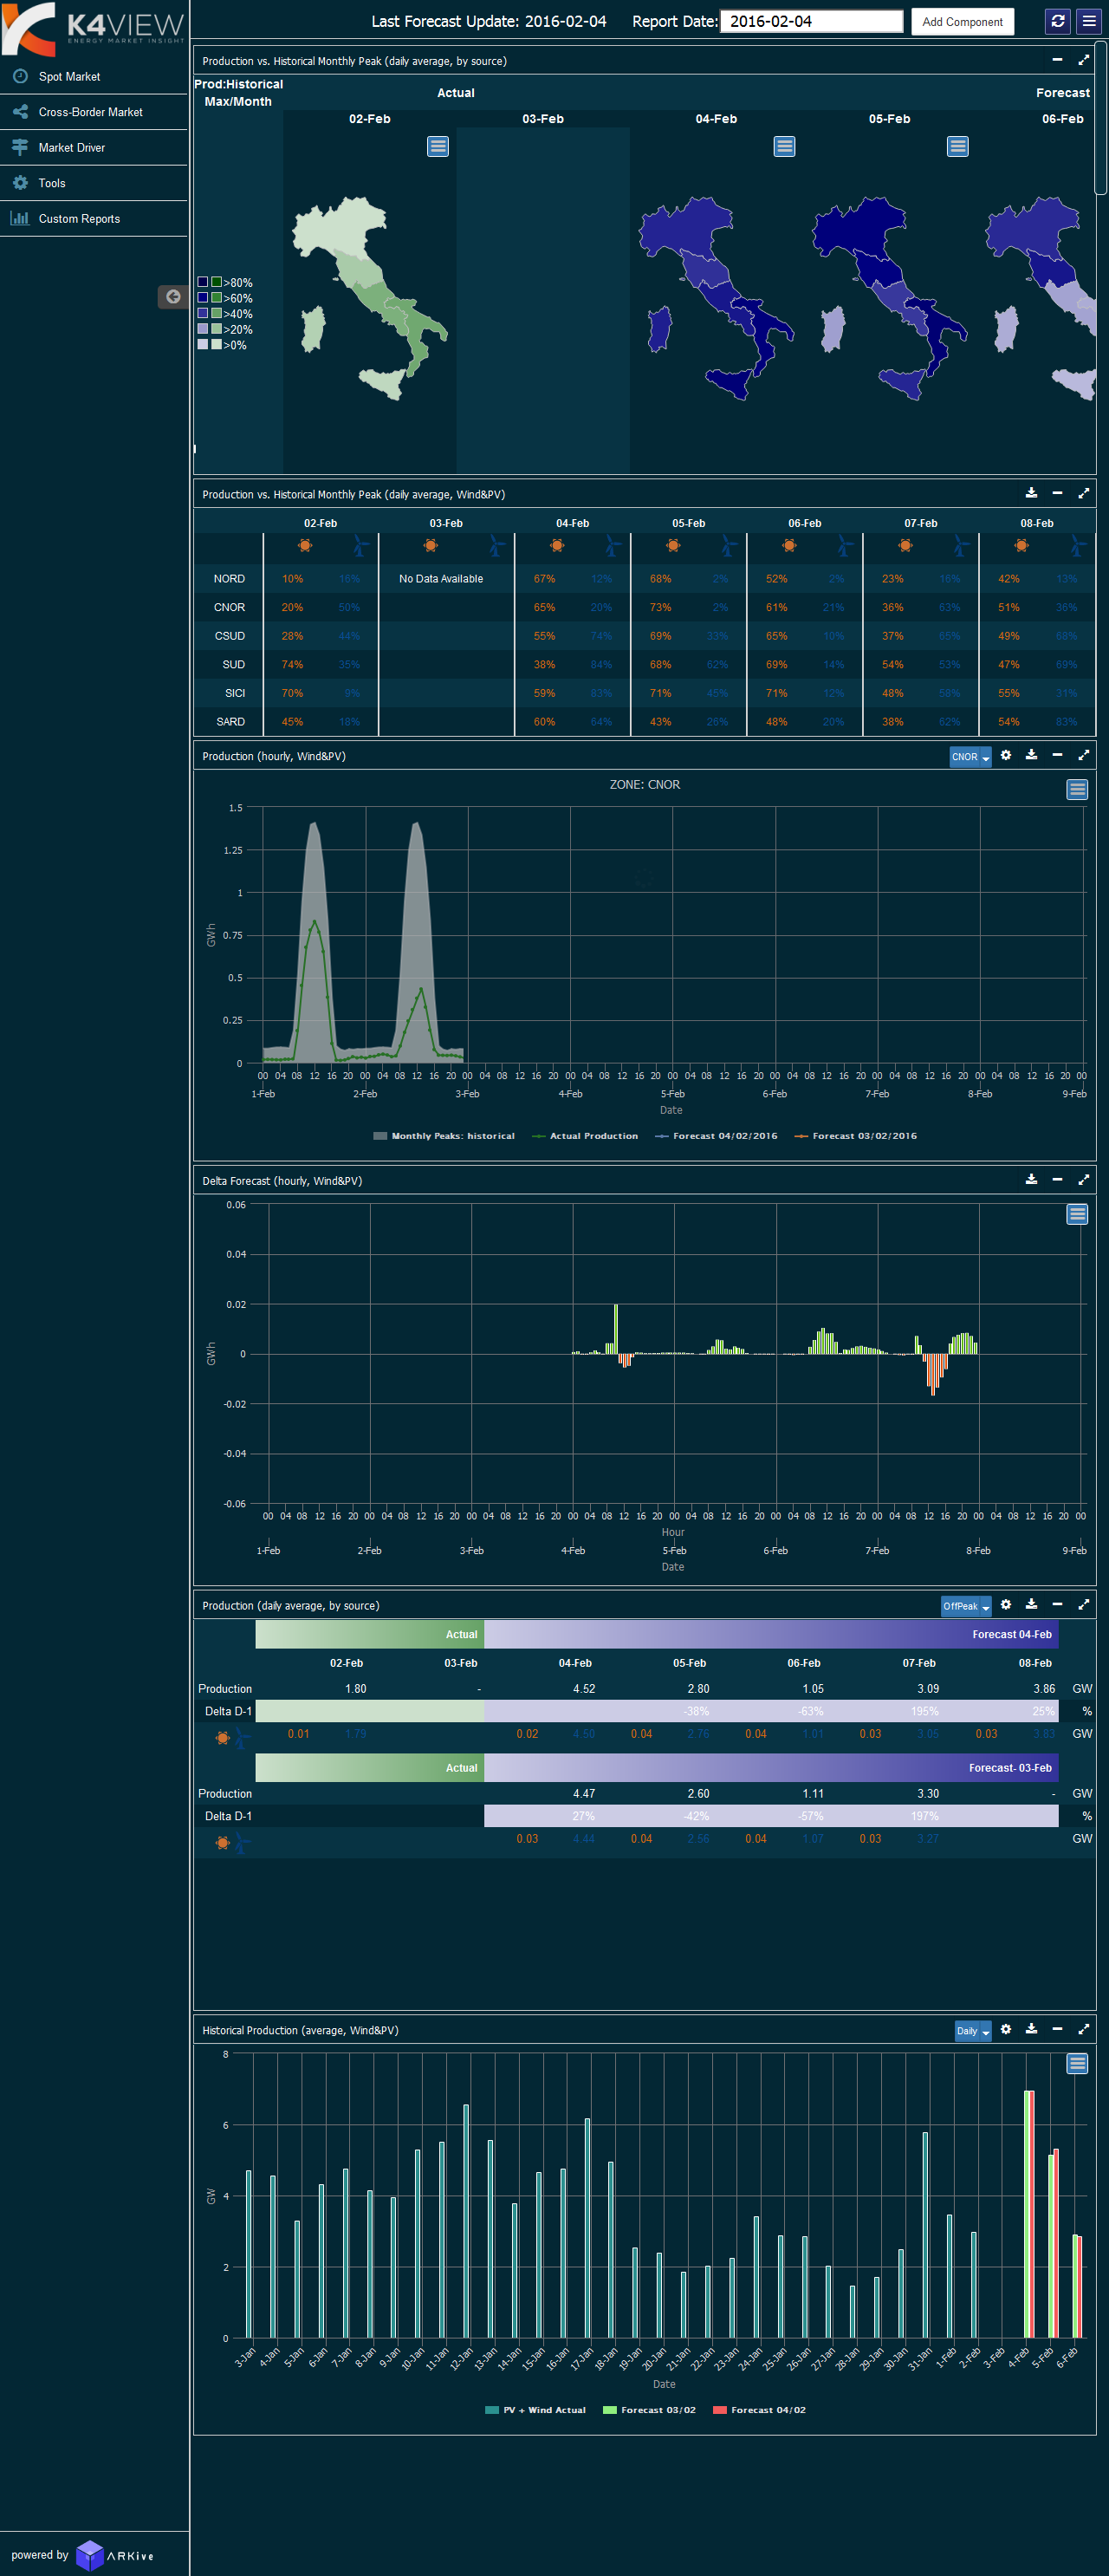 K4VIEW
ENERGY MARKET INSIGHT
Last Forecast Update: 2016-02-04 Report Date: 2016-02-04 Add Component
Spot Market
Cross-Border Market
Market Driver
Tools
Custom Reports
Production vs. Historical Monthly Peak (daily average, by source)
Prod:Historical
Max/Month
Actual Forecast
02-Feb 03-Feb 04-Feb 05-Feb 06-Feb
>80%
>60%
>40%
>20%
>0%
Production vs. Historical Monthly Peak (daily average, Wind&PV)
02-Feb 03-Feb 04-Feb 05-Feb 06-Feb 07-Feb 08-Feb
NORD 10% 16% No Data Available 67% 12% 68% 2% 52% 2% 23% 16% 42% 13%
CNOR 20% 50% 65% 20% 73% 2% 61% 21% 36% 63% 51% 36%
CSUD 28% 44% 55% 74% 69% 33% 65% 10% 37% 65% 49% 68%
SUD 74% 35% 38% 84% 68% 62% 69% 14% 54% 53% 47% 69%
SICI 70% 9% 59% 83% 71% 45% 71% 12% 48% 58% 55% 31%
SARD 45% 18% 60% 64% 43% 26% 48% 20% 38% 62% 54% 83%
Production (hourly, Wind&PV) CNOR
ZONE: CNOR
1.5
1.25
1
0.75
0.5
0.25
0
GWh
00 04 08 12 16 20 00 04 08 12 16 20 00 04 08 12 16 20 00 04 08 12 16 20 00 04 08 12 16 20 00 04 08 12 16 20 00 04 08 12 16 20 00 04 08 12 16 20 00
1-Feb 2-Feb 3-Feb 4-Feb 5-Feb 6-Feb 7-Feb 8-Feb 9-Feb
Date
Monthly Peaks: historical Actual Production Forecast 04/02/2016 Forecast 03/02/2016
Delta Forecast (hourly, Wind&PV)
0.06
0.04
0.02
0
-0.02
-0.04
-0.06
GWh
00 04 08 12 16 20 00 04 08 12 16 20 00 04 08 12 16 20 00 04 08 12 16 20 00 04 08 12 16 20 00 04 08 12 16 20 00 04 08 12 16 20 00 04 08 12 16 20 00
Hour
1-Feb 2-Feb 3-Feb 4-Feb 5-Feb 6-Feb 7-Feb 8-Feb 9-Feb
Date
Production (daily average, by source) OffPeak
Actual Forecast 04-Feb
02-Feb 03-Feb 04-Feb 05-Feb 06-Feb 07-Feb 08-Feb
Production 1.80 - 4.52 2.80 1.05 3.09 3.86 GW
Delta D-1 -38% -63% 195% 25% %
0.01 1.79 0.02 4.50 0.04 2.76 0.04 1.01 0.03 3.05 0.03 3.83 GW
Actual Forecast- 03-Feb
Production 4.47 2.60 1.11 3.30 - GW
Delta D-1 27% -42% -57% 197% %
0.03 4.44 0.04 2.56 0.04 1.07 0.03 3.27 GW
Historical Production (average, Wind&PV) Daily
8
6
4
2
0
GW
3-Jan 4-Jan 5-Jan 6-Jan 7-Jan 8-Jan 9-Jan 10-Jan 11-Jan 12-Jan 13-Jan 14-Jan 15-Jan 16-Jan 17-Jan 18-Jan 19-Jan 20-Jan 21-Jan 22-Jan 23-Jan 24-Jan 25-Jan 26-Jan 27-Jan 28-Jan 29-Jan 30-Jan 31-Jan 1-Feb 2-Feb 3-Feb 4-Feb 5-Feb 6-Feb
Date
PV + Wind Actual Forecast 03/02 Forecast 04/02
powered by ARKive